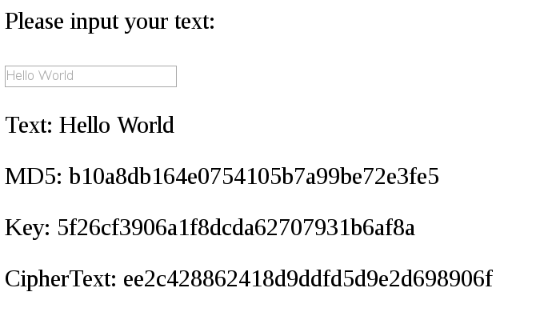 Please input your text:
Hello World
Text: Hello World
MD5: b10a8db164e0754105b7a99be72e3fe5
Key: 5f26cf3906a1f8dcda62707931b6af8a
CipherText: ee2c428862418d9ddfd5d9e2d698906f